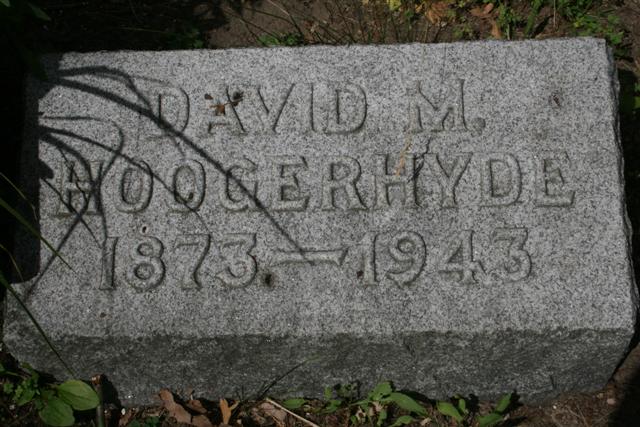 DAVID M.
HOOGERHYDE
1873 — 1943